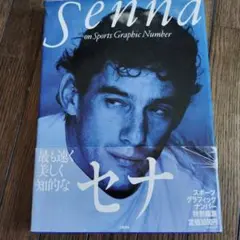 Senna
on Sports Graphic Number
最も速く
美しく
知的な
セナ
スポーツ
グラフィック
ナンバー
特別編集